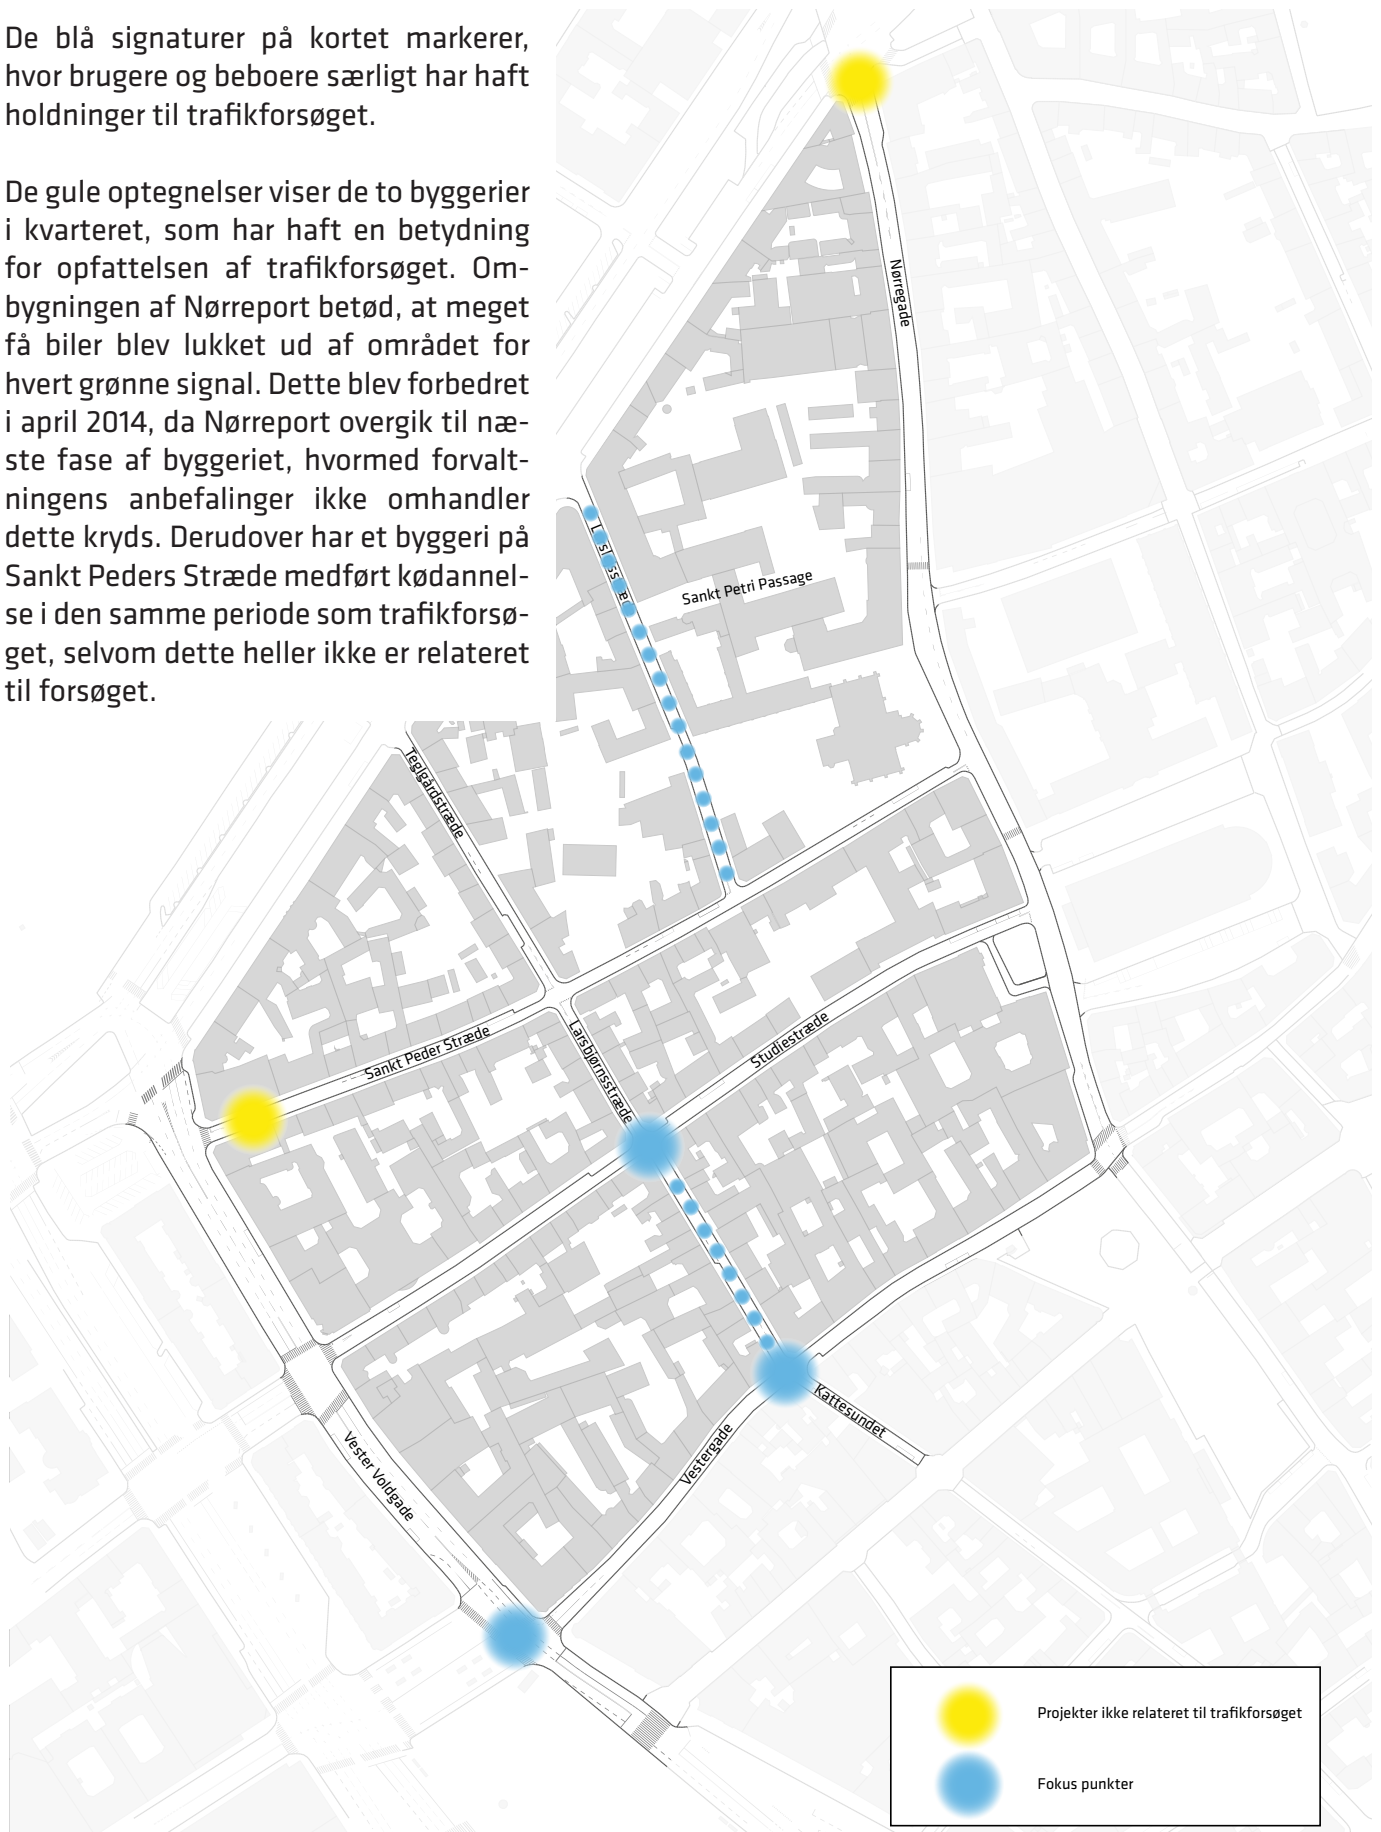 De blå signaturer på kortet markerer,
hvor brugere og beboere særligt har haft
holdninger til trafikforsøget.
De gule optegnelser viser de to byggerier
i kvarteret, som har haft en betydning
for opfattelsen af trafikforsøget. Om-
bygningen af Nørreport betød, at meget
få biler blev lukket ud af området for
hvert grønne signal. Dette blev forbedret
i april 2014, da Nørreport overgik til næ-
ste fase af byggeriet, hvormed forvalt-
ningens anbefalinger ikke omhandler
dette kryds. Derudover har et byggeri på
Sankt Peders Stræde medført kødannel-
se i den samme periode som trafikforsø-
get, selvom dette heller ikke er relateret
til forsøget.
Nørregade
Sankt Petri Passage
Teglgårdstræde
Sankt Peder Stræde
Larsbjørnsstræde
Studiestræde
Kattesundet
Vestergade
Vester Voldgade
Projekter ikke relateret til trafikforsøget
Fokus punkter